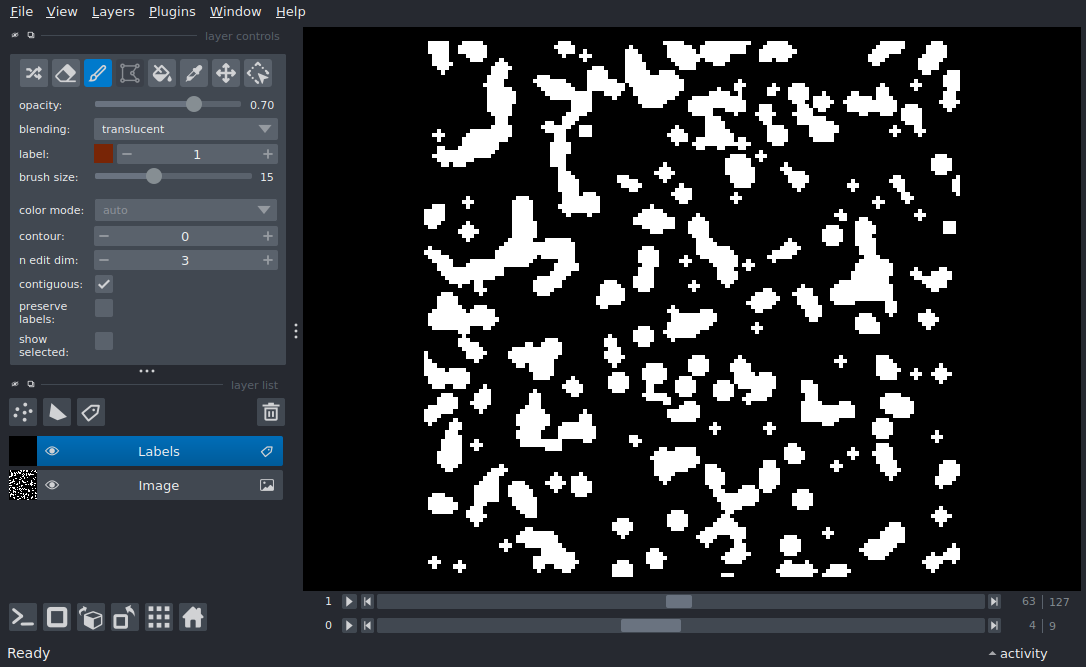 File View Layers Plugins Window Help
layer controls
opacity: 0.70
blending: translucent
label: 1
brush size: 15
color mode: auto
contour: 0
n edit dim: 3
contiguous:
preserve
labels:
show
selected:
layer list
Labels
Image
1 63 127
0 4 9
Ready activity